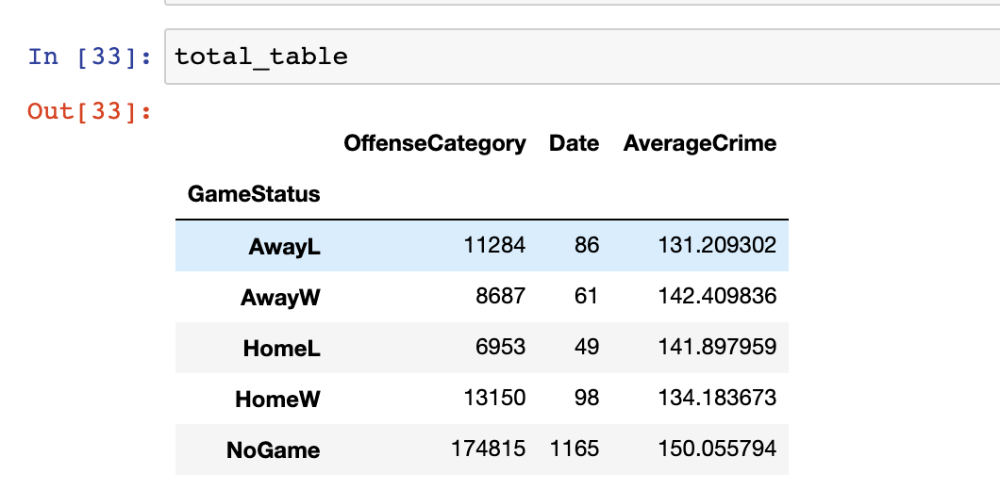 In [33]: total_table
Out[33]:
OffenseCategory Date AverageCrime
GameStatus
AwayL 11284 86 131.209302
AwayW 8687 61 142.409836
HomeL 6953 49 141.897959
HomeW 13150 98 134.183673
NoGame 174815 1165 150.055794